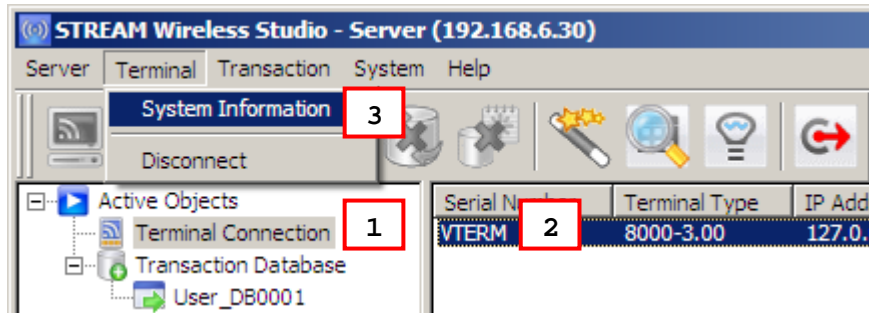 STREAM Wireless Studio - Server (192.168.6.30)
Server Terminal Transaction System Help
System Information
3
Disconnect
Active Objects
Serial Terminal Type IP Add
Terminal Connection
1
VTERM
2
8000-3.00 127.0.
Transaction Database
User_DB0001